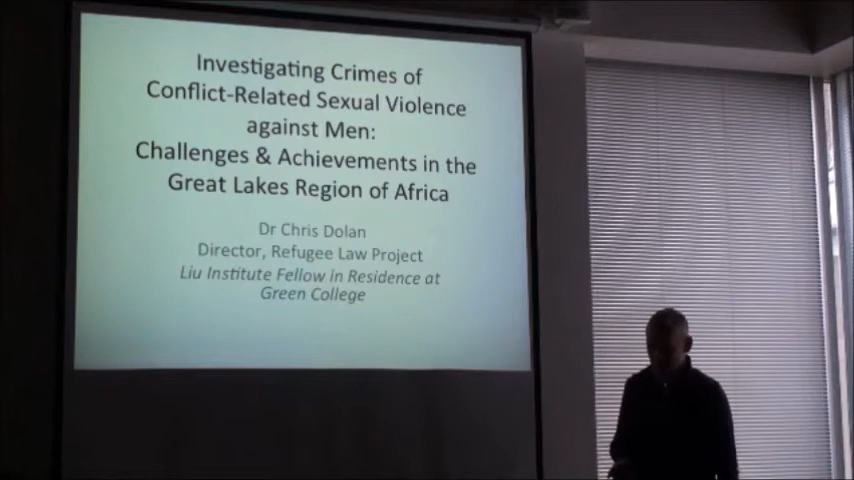 Investigating Crimes of
Conflict-Related Sexual Violence
against Men:
Challenges & Achievements in the
Great Lakes Region of Africa
Dr Chris Dolan
Director, Refugee Law Project
Liu Institute Fellow in Residence at
Green College